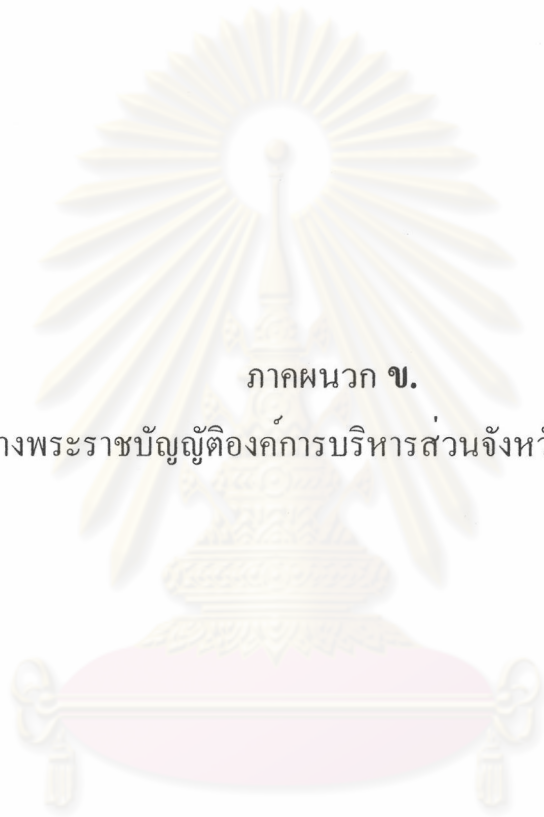 ภาคผนวก ข.
างพระราชบัญญัติองค์การบริหารส่วนจังหวั